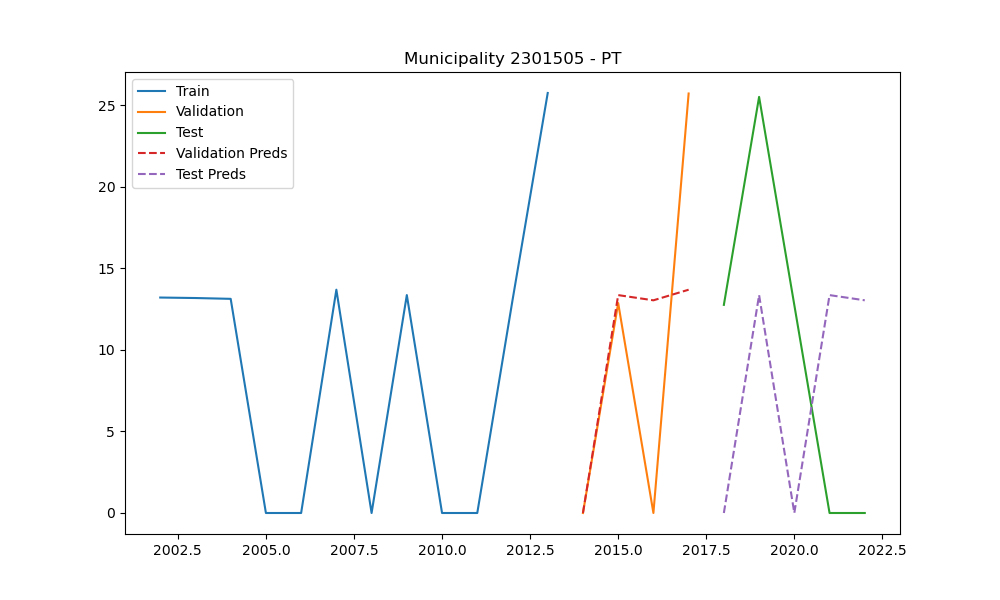 Municipality 2301505 - PT
Train
Validation
Test
Validation Preds
Test Preds
25
20
15
10
5
0
2002.5 2005.0 2007.5 2010.0 2012.5 2015.0 2017.5 2020.0 2022.5